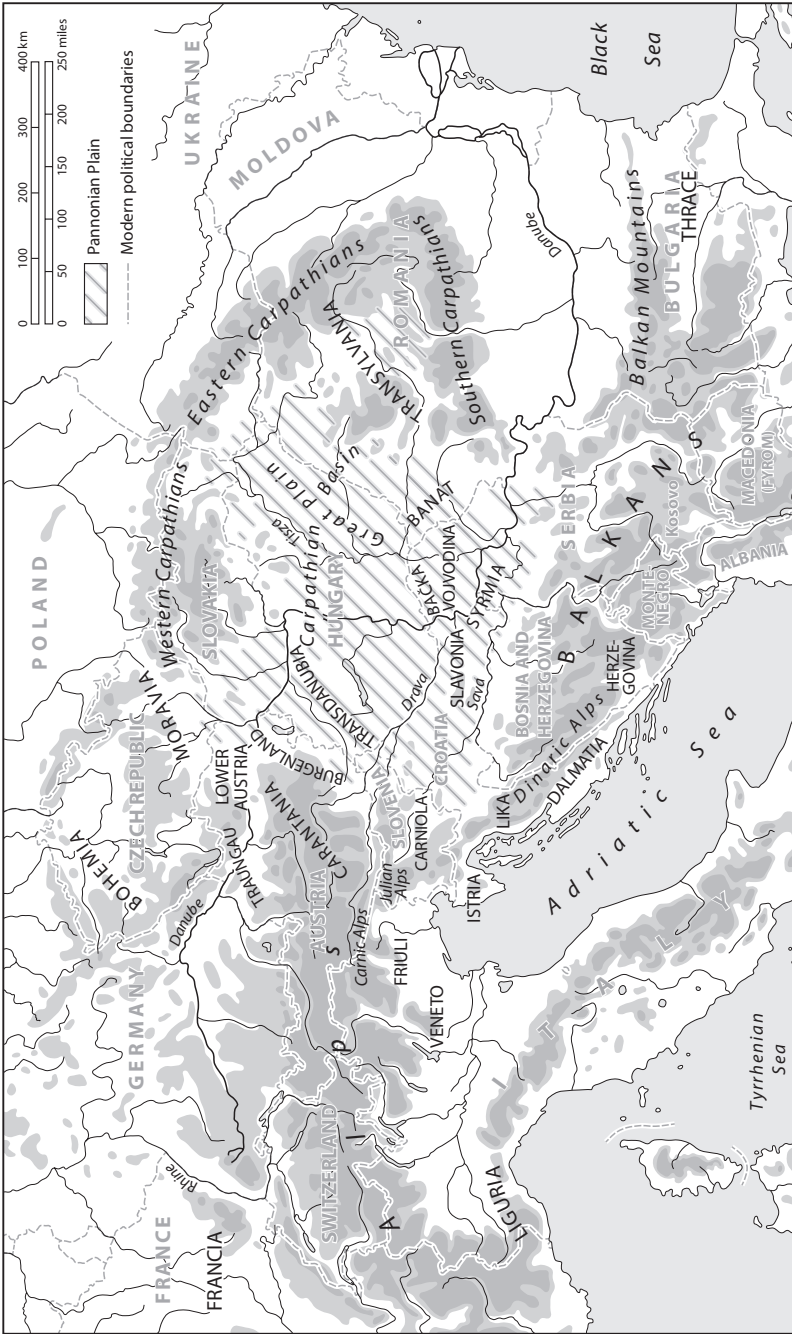 0 100 200 300 400 km
0 50 100 150 200 250 miles
Pannonian Plain
Modern political boundaries
POLAND
UKRAINE
MOLDOVA
GERMANY
BOHEMIA
CZECH REPUBLIC
MORAVIA
Western Carpathians
SLOVAKIA
Eastern Carpathians
FRANCE
FRANCIA
Rhine
Danube
TRAUNGAU
LOWER
AUSTRIA
BURGENLAND
TRANSDANUBIA
Carpathian
Basin
HUNGARY
Tisza
Great Plain
TRANSYLVANIA
ROMANIA
Southern Carpathians
SWITZERLAND
Alps
AUSTRIA
CARANTANIA
Carnic Alps
Julian
Alps
SLOVENIA
CARNIOLA
CROATIA
Drava
SLAVONIA
Sava
BAČKA
VOJVODINA
SYRMIA
BANAT
Danube
FRIULI
VENETO
ISTRIA
LIKA
Dinaric Alps
DALMATIA
BOSNIA AND
HERZEGOVINA
HERZE-
GOVINA
SERBIA
BALKANS
MONTE-
NEGRO
Kosovo
ALBANIA
MACEDONIA
(FYROM)
Balkan Mountains
BULGARIA
THRACE
Black
Sea
LIGURIA
ITALY
Adriatic Sea
Tyrrhenian
Sea